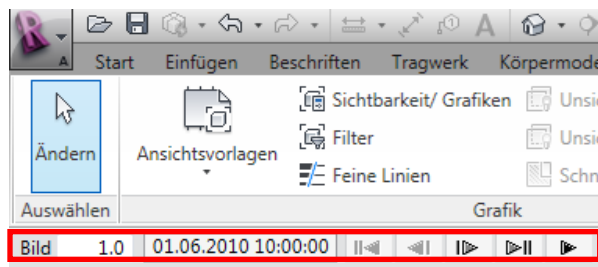 A
A
Start Einfügen Beschriften Tragwerk
Ändern
Ansichtsvorlagen
Sichtbarkeit/ Grafiken
Filter
Feine Linien
Auswählen
Grafik
Bild 1.0 01.06.2010 10:00:00